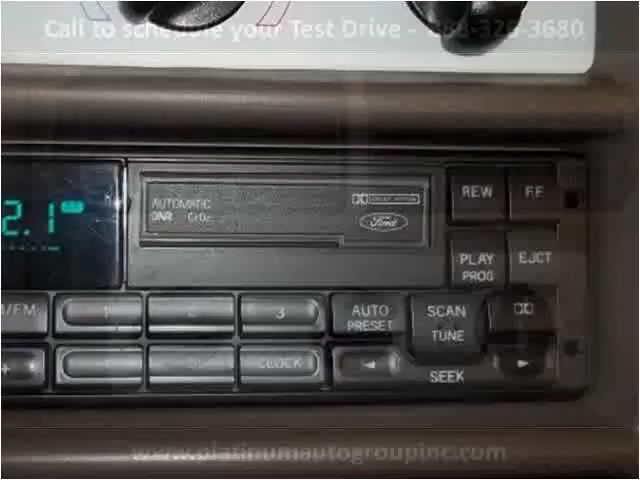 Call to schedule your Test Drive -
2.1
AUTOMATIC
DNR CrO2
Ford
REW FF
PLAY
PROG
EJCT
/FM 1 2 3
AUTO
PRESET
SCAN
TUNE
+ CLOCK
SEEK
www.platinumautogroupinc.com